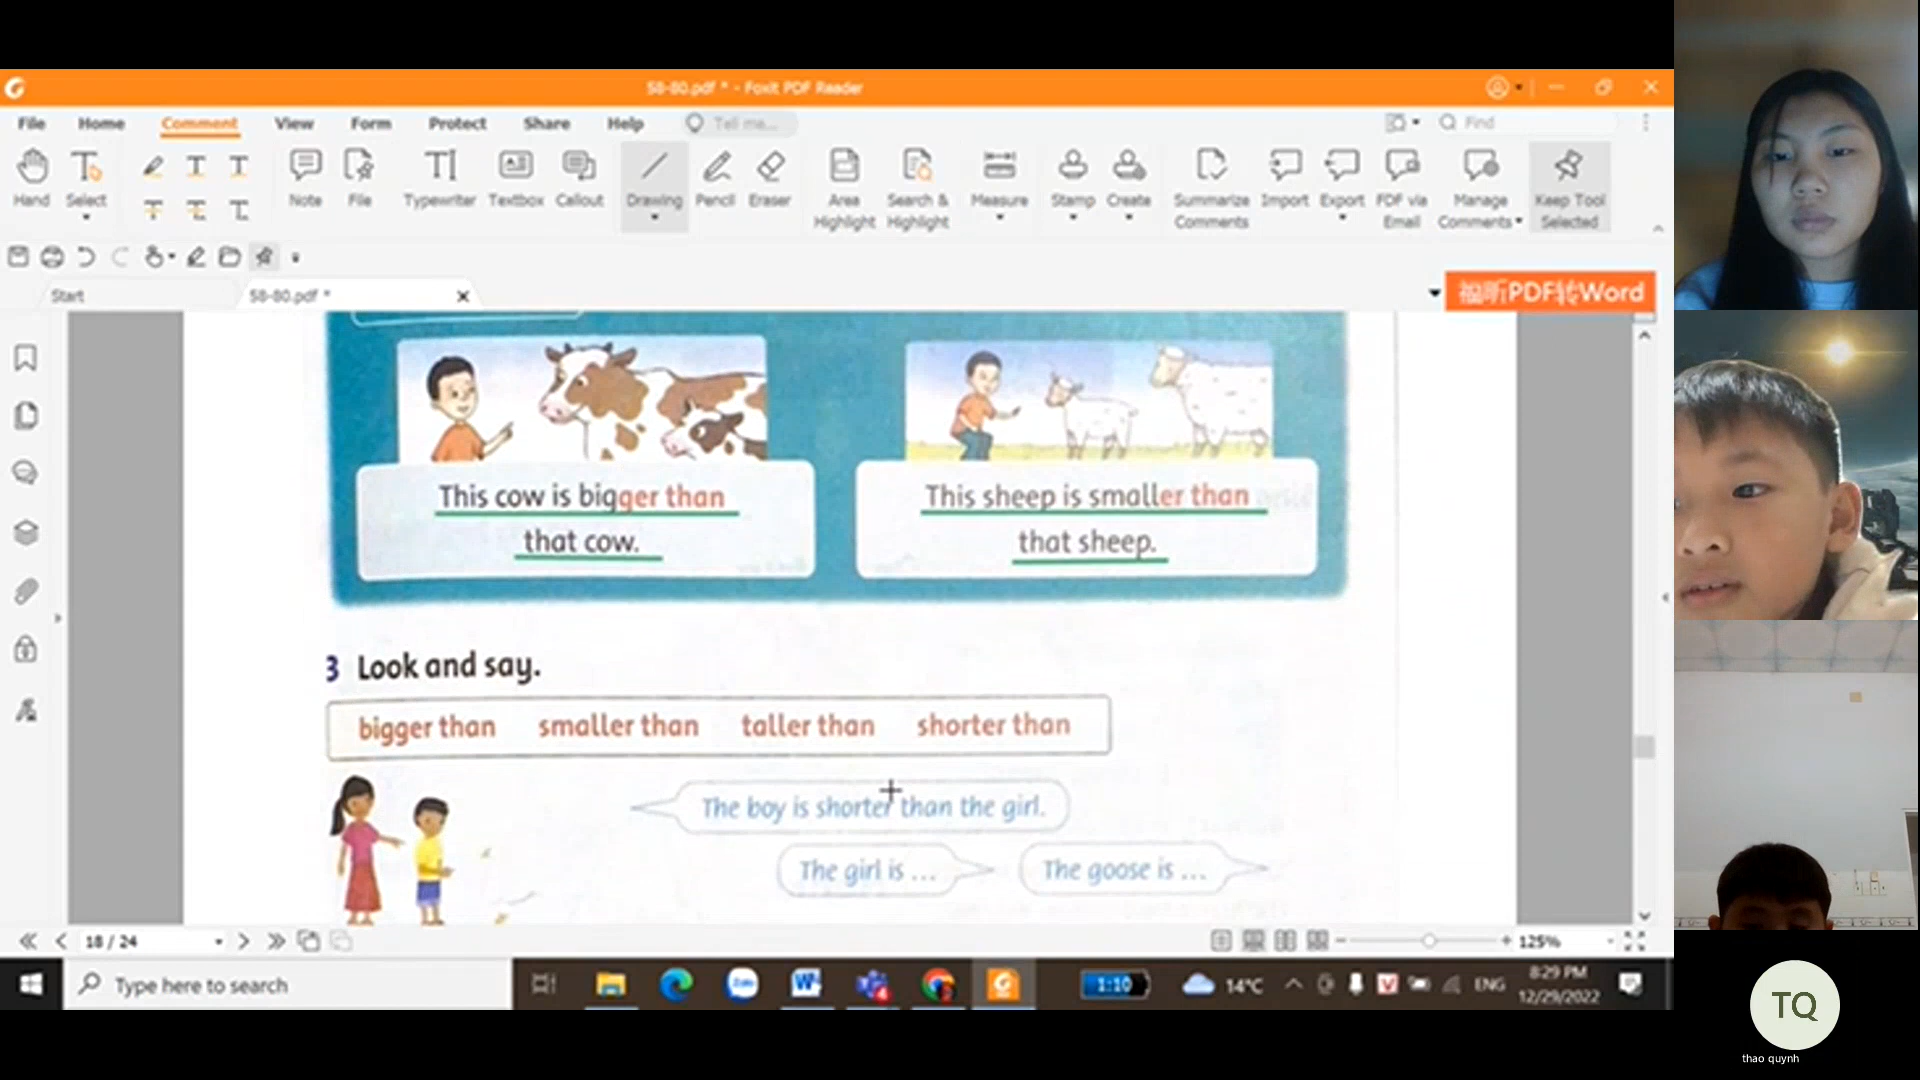 58-80.pdf * - Foxit PDF Reader
File Home Comment View Form Protect Share Help Tell me... Find
Hand Select Note File Typewriter Textbox Callout Drawing Pencil Eraser Area Highlight Search & Highlight Measure Stamp Create Summarize Comments Import Export PDF via Email Manage Comments Keep Tool Selected
Start 58-80.pdf * 福昕PDF转Word
This cow is bigger than
that cow.
This sheep is smaller than
that sheep.
3 Look and say.
bigger than smaller than taller than shorter than
The boy is shorter than the girl.
The girl is ... The goose is ...
18 / 24 125%
Type here to search 1:10 14°C ENG 8:29 PM
12/29/2022
TQ
thao quynh